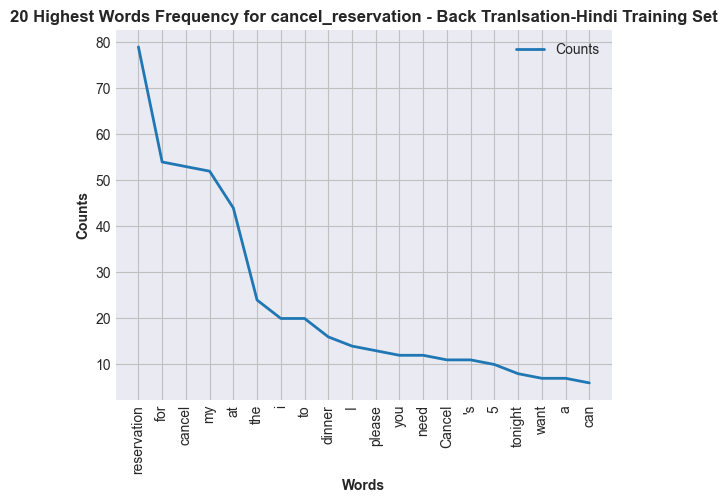 20 Highest Words Frequency for cancel_reservation - Back Tranlsation-Hindi Training Set
Counts
80
70
60
50
40
30
20
10
Counts
reservation
for
cancel
my
at
the
i
to
dinner
I
please
you
need
Cancel
's
5
tonight
want
a
can
Words